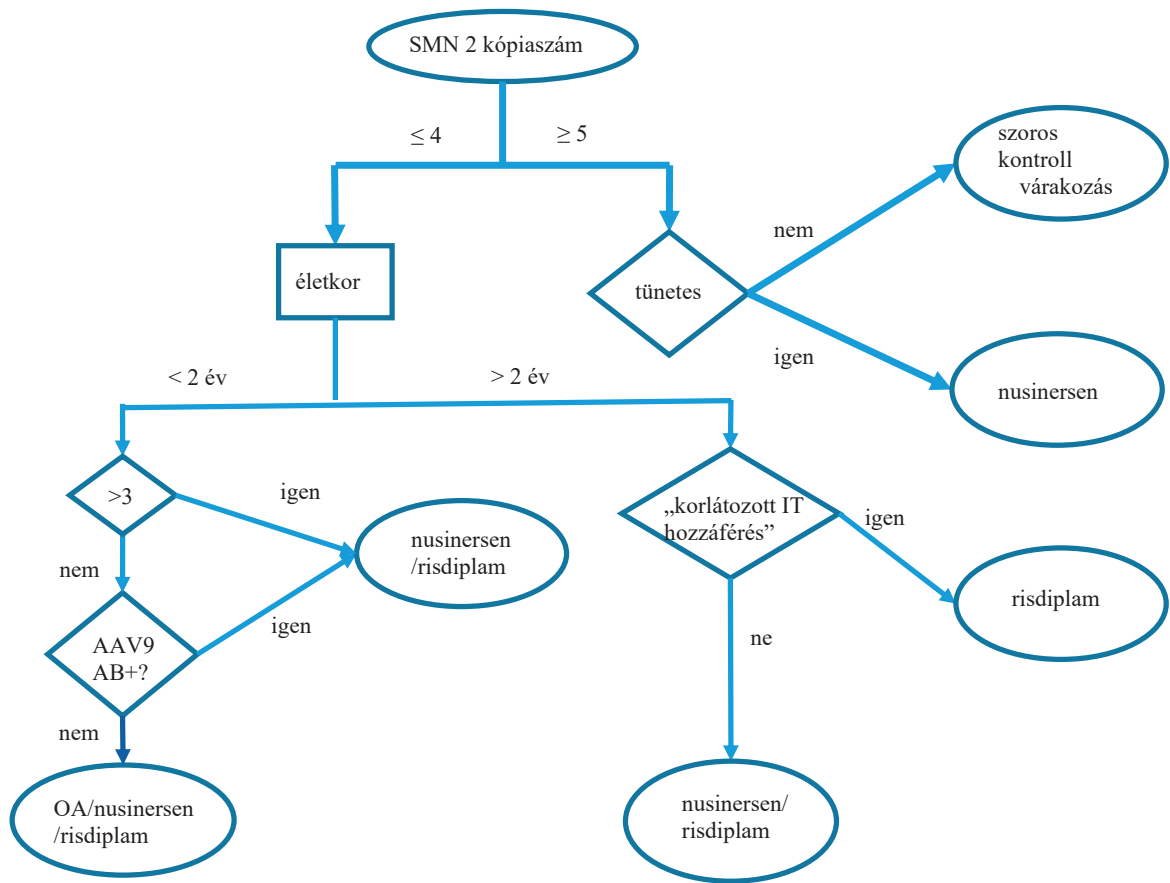 SMN 2 kópiaszám
≤ 4
≥ 5
szoros
kontroll
várakozás
nem
életkor
tünetes
igen
nusinersen
< 2 év
> 2 év
>3
igen
nusinersen
/risdiplam
„korlátozott IT
hozzáférés”
igen
nem
risdiplam
igen
AAV9
AB+?
ne
nem
OA/nusinersen
/risdiplam
nusinersen/
risdiplam